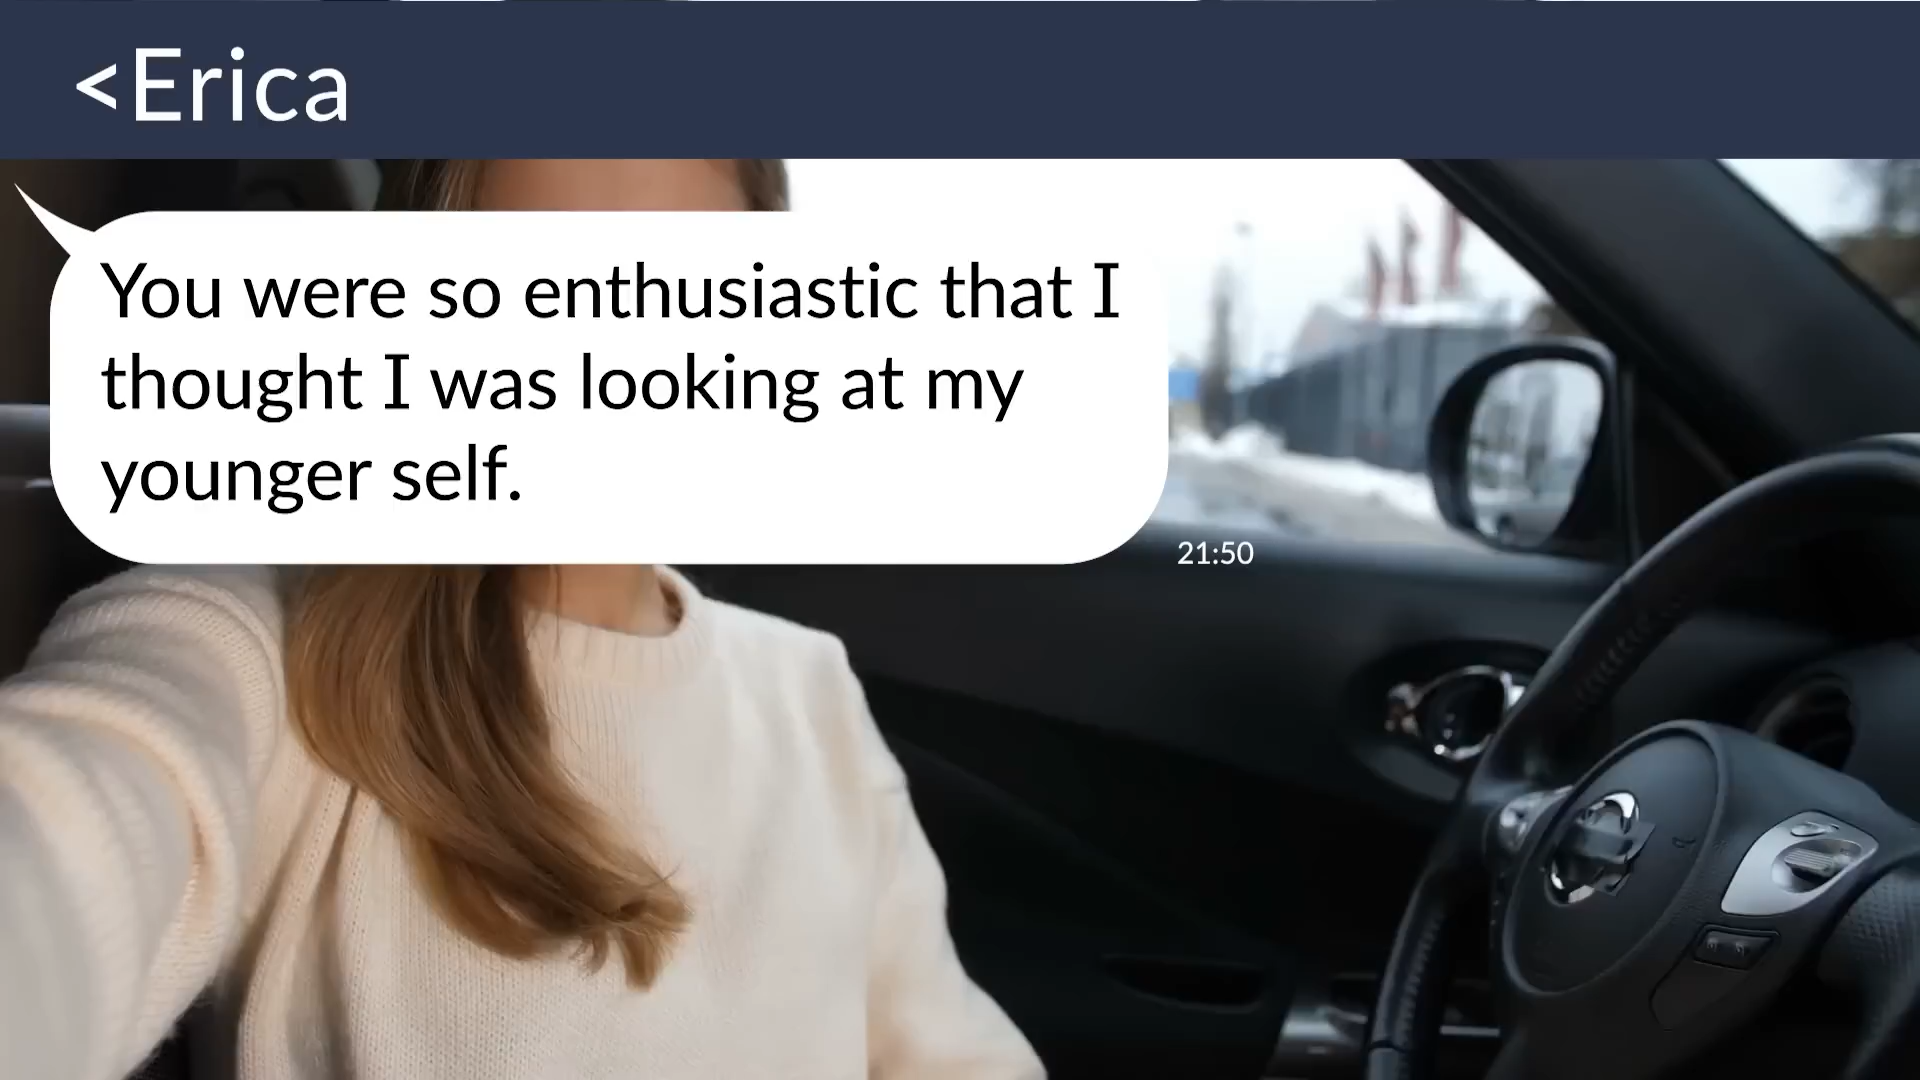 <Erica
You were so enthusiastic that I
thought I was looking at my
younger self.
21:50